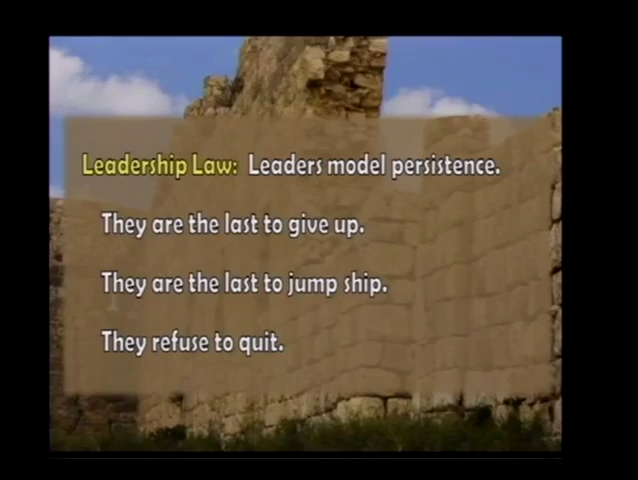 Leadership Law: Leaders model persistence.
They are the last to give up.
They are the last to jump ship.
They refuse to quit.